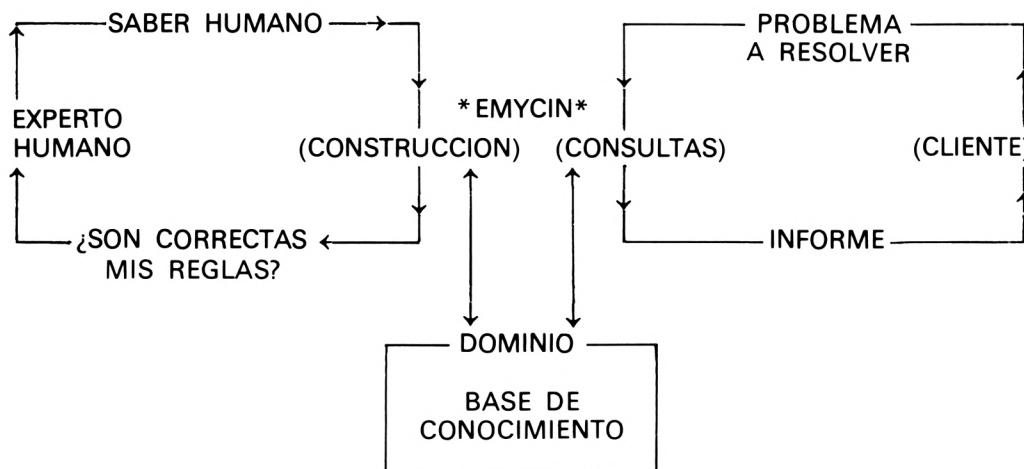 SABER HUMANO
PROBLEMA
A RESOLVER
*EMYCIN*
EXPERTO
HUMANO
(CONSTRUCCION)
(CONSULTAS)
(CLIENTE)
¿SON CORRECTAS
MIS REGLAS?
INFORME
DOMINIO
BASE DE
CONOCIMIENTO